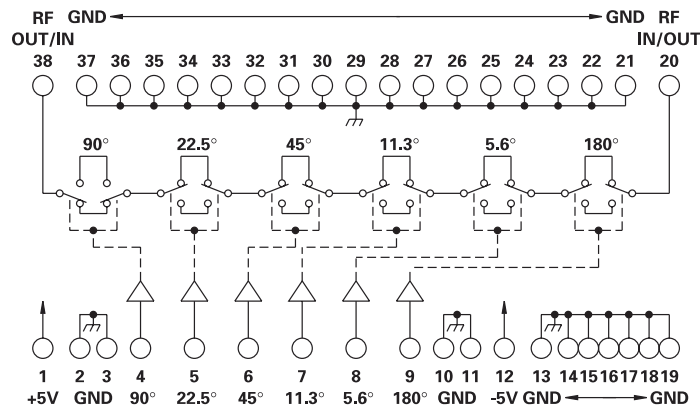 RF GND GND RF
OUT/IN IN/OUT
38 37 36 35 34 33 32 31 30 29 28 27 26 25 24 23 22 21 20
90° 22.5° 45° 11.3° 5.6° 180°
1 2 3 4 5 6 7 8 9 10 11 12 13 14 15 16 17 18 19
+5V GND 90° 22.5° 45° 11.3° 5.6° 180° GND -5V GND GND